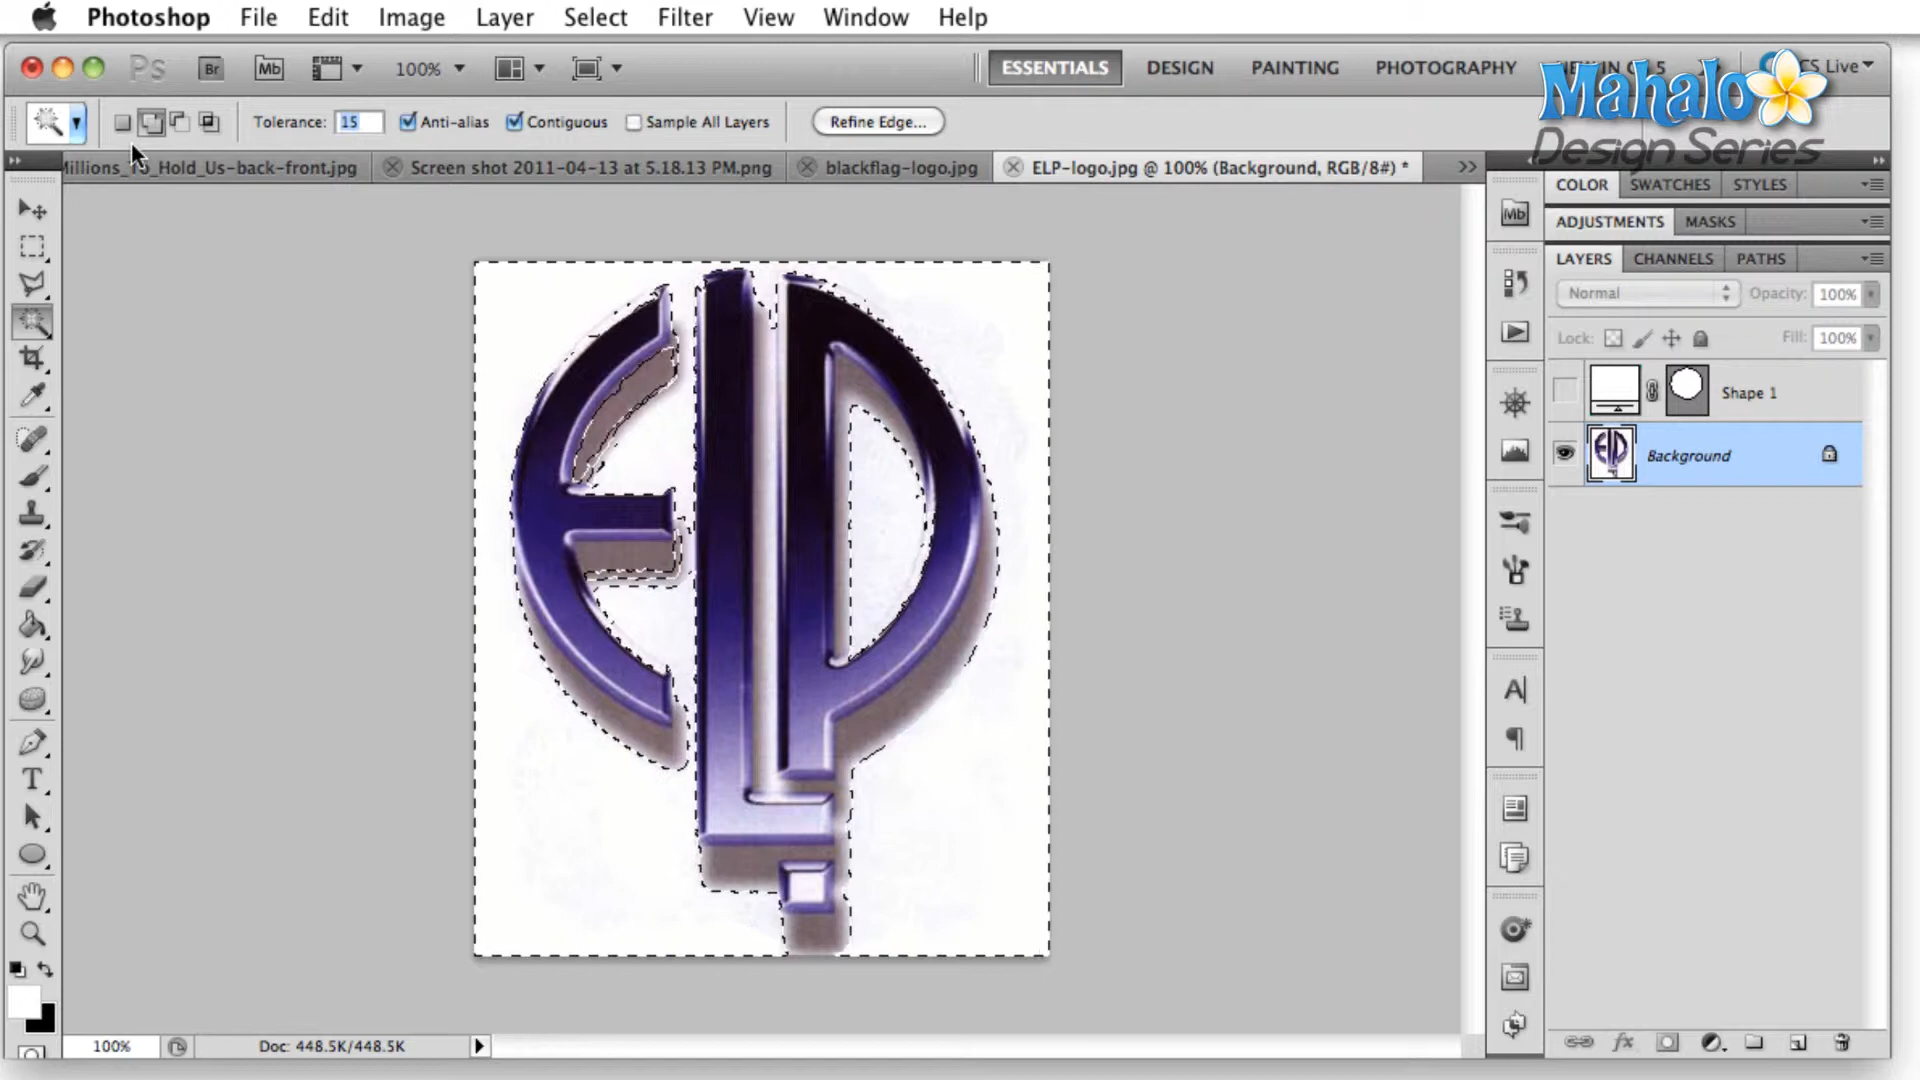 Photoshop File Edit Image Layer Select Filter View Window Help
Ps Br Mb 100% ESSENTIALS DESIGN PAINTING PHOTOGRAPHY CS Live
Mahalo
Design Series
Tolerance: 15 Anti-alias Contiguous Sample All Layers Refine Edge...
Millions_To_Hold_Us-back-front.jpg Screen shot 2011-04-13 at 5.18.13 PM.png blackflag-logo.jpg ELP-logo.jpg @ 100% (Background, RGB/8#) *
COLOR SWATCHES STYLES
Mb
ADJUSTMENTS MASKS
LAYERS CHANNELS PATHS
Normal Opacity: 100%
Lock: Fill: 100%
Shape 1
Background
ELP
T
A
100% Doc: 448.5K/448.5K
fx